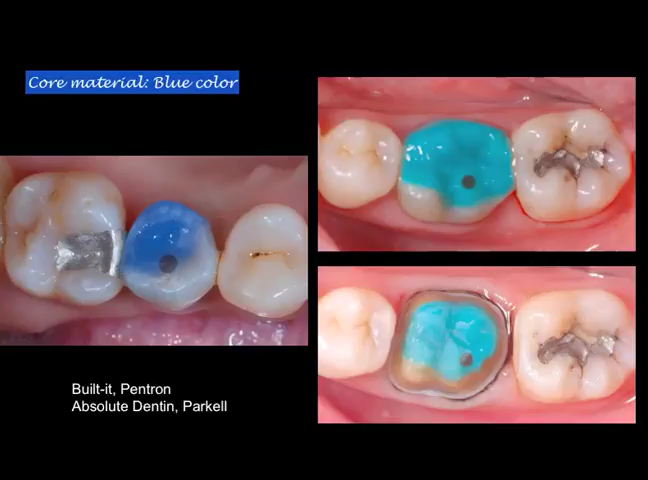 Core material: Blue color
Built-it, Pentron
Absolute Dentin, Parkell